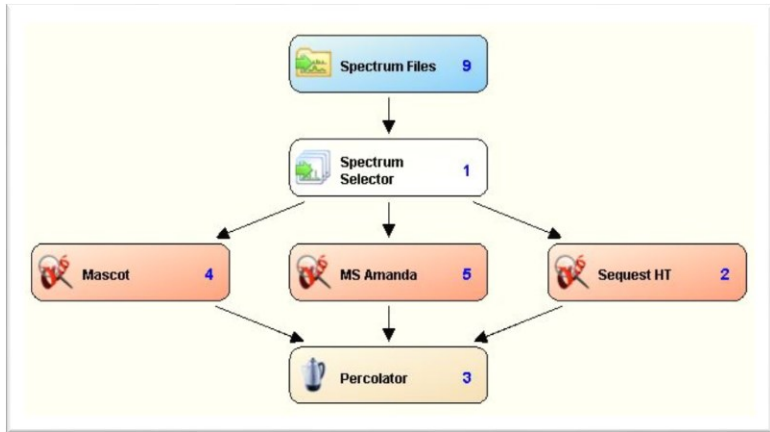 Spectrum Files 9
Spectrum
Selector 1
Mascot 4
MS Amanda 5
Sequest HT 2
Percolator 3